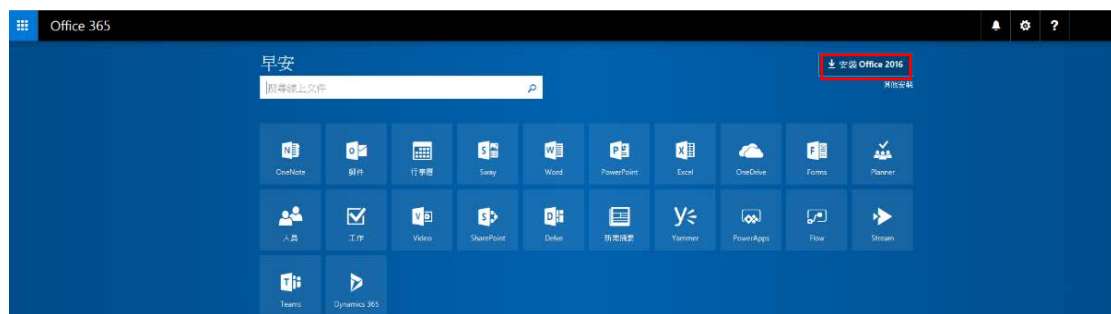 Office 365
?
早安
安裝 Office 2016
搜尋線上文件
其他安裝
OneNote
郵件
行事曆
Sway
Word
PowerPoint
Excel
OneDrive
Forms
Planner
人員
工作
Video
SharePoint
Delve
新聞摘要
Yammer
PowerApps
Flow
Stream
Teams
Dynamics 365